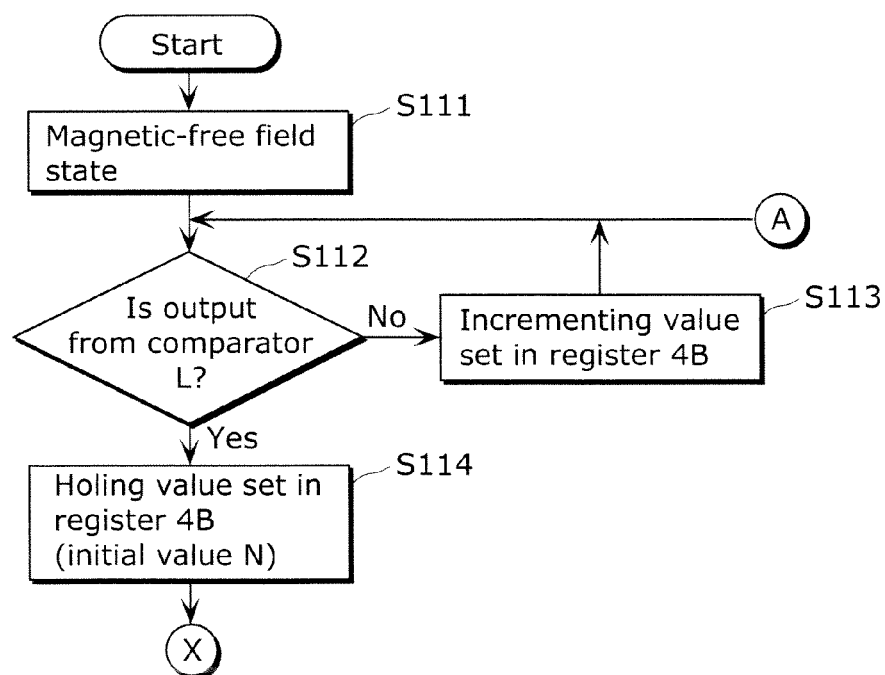 Start
S111
Magnetic-free field
state
A
S112
Is output
from comparator
L?
No
S113
Incrementing value
set in register 4B
Yes
S114
Holing value set in
register 4B
(initial value N)
X